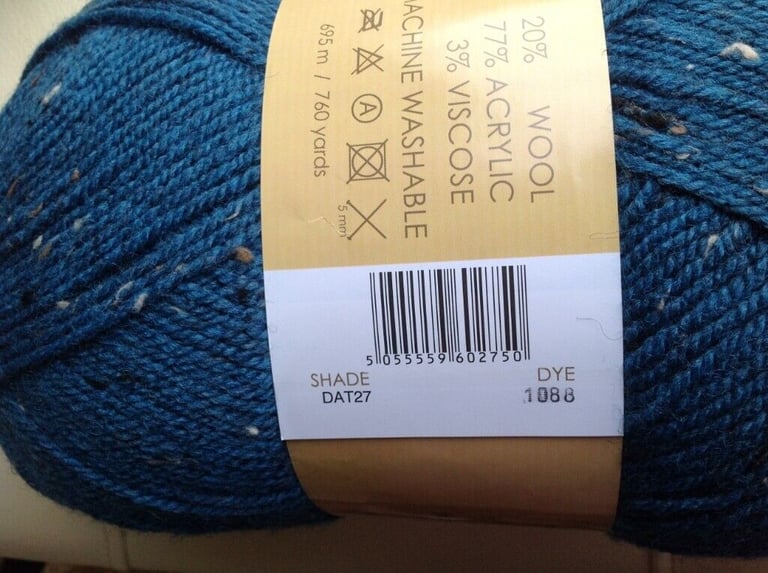 20% WOOL
77% ACRYLIC
3% VISCOSE
MACHINE WASHABLE
A
5 mm
695m / 760 yards
5 055559 602750
SHADE
DAT27
DYE
1088